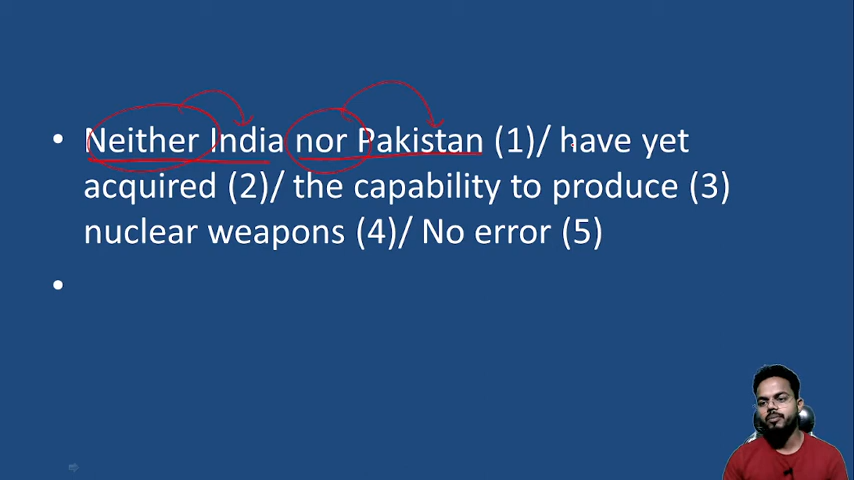 • Neither India nor Pakistan (1)/ have yet
acquired (2)/ the capability to produce (3)
nuclear weapons (4)/ No error (5)
•